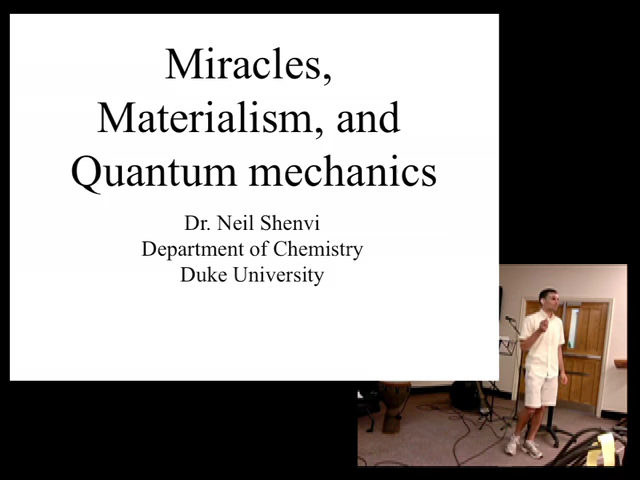 Miracles,
Materialism, and
Quantum mechanics
Dr. Neil Shenvi
Department of Chemistry
Duke University